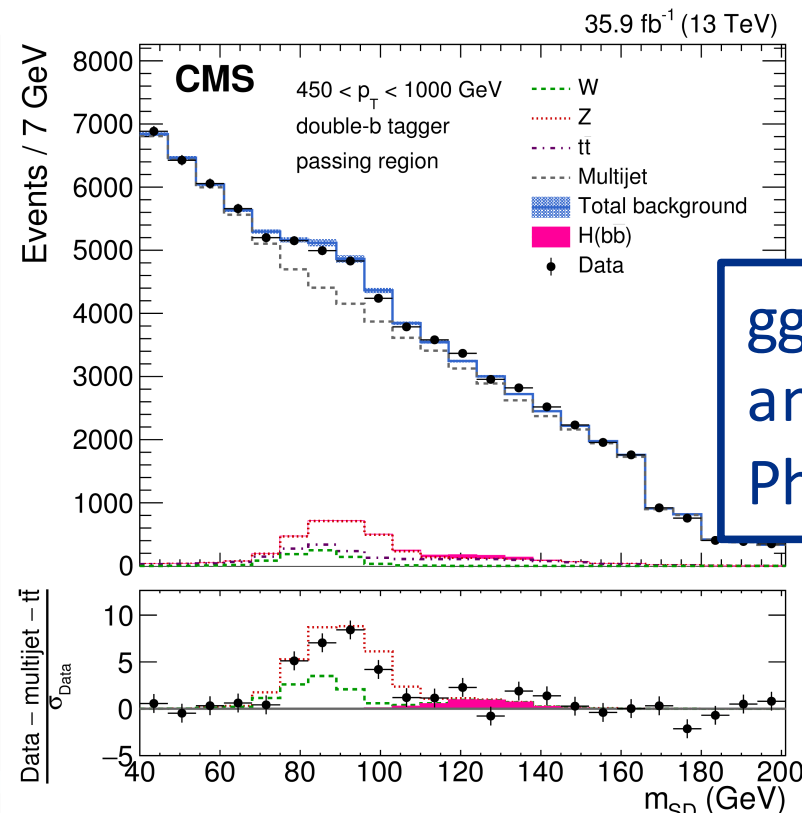 35.9 fb⁻¹ (13 TeV)
CMS
450 < p_T < 1000 GeV
double-b tagger
passing region
W
Z
tt̄
Multijet
Total background
H(bb)
Data
Events / 7 GeV
8000
7000
6000
5000
4000
3000
2000
1000
0
gg
Ph
Data − multijet − tt̄
σ_Data
10
5
0
−5
40 60 80 100 120 140 160 180 200
m_SD (GeV)